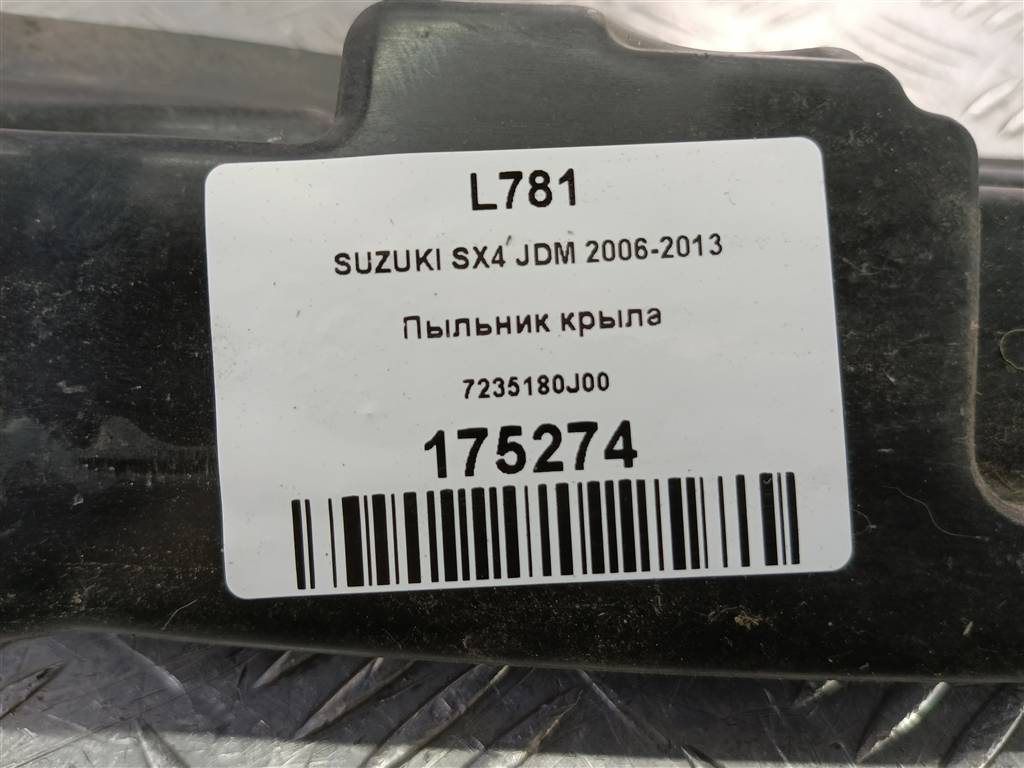 L781
SUZUKI SX4 JDM 2006-2013
Пыльник крыла
7235180J00
175274